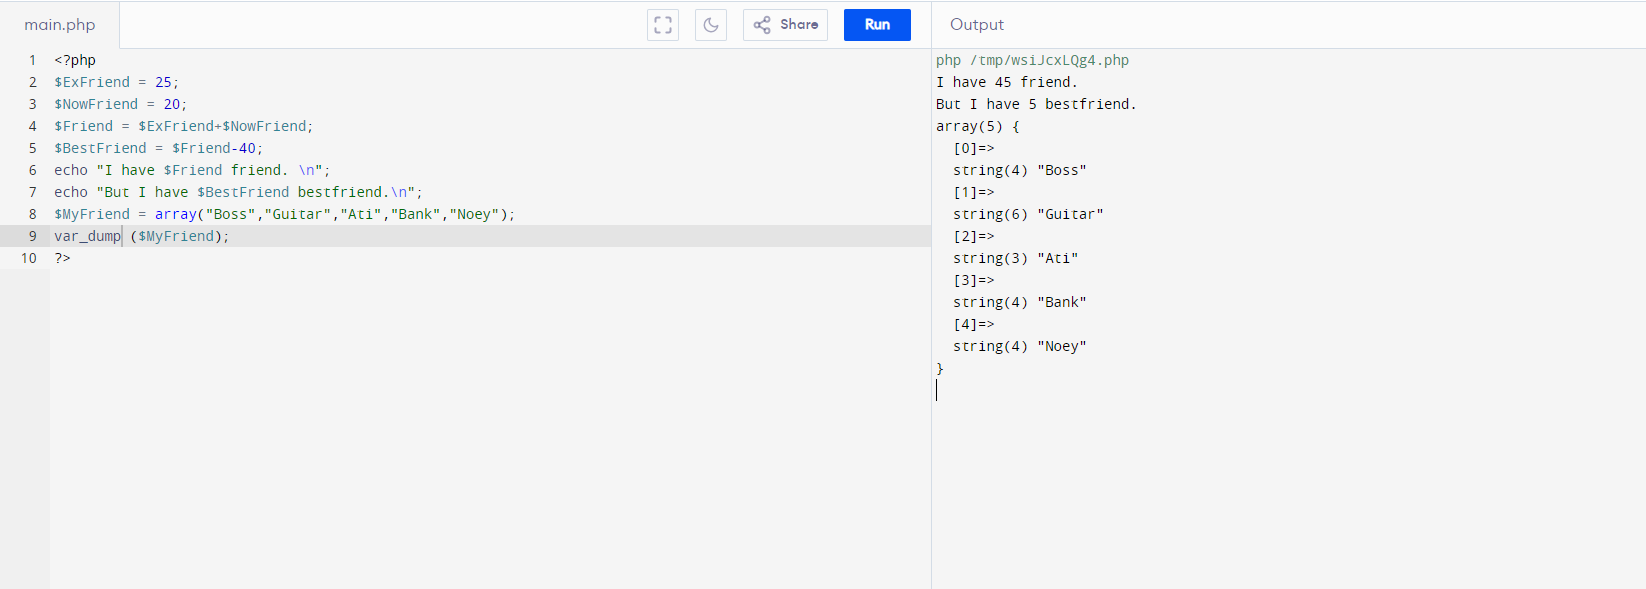 main.php
Share
Run
Output
1 <?php
2 $ExFriend = 25;
3 $NowFriend = 20;
4 $Friend = $ExFriend+$NowFriend;
5 $BestFriend = $Friend-40;
6 echo "I have $Friend friend. \n";
7 echo "But I have $BestFriend bestfriend.\n";
8 $MyFriend = array("Boss","Guitar","Ati","Bank","Noey");
9 var_dump ($MyFriend);
10 ?>
php /tmp/wsiJcxLQg4.php
I have 45 friend.
But I have 5 bestfriend.
array(5) {
  [0]=>
  string(4) "Boss"
  [1]=>
  string(6) "Guitar"
  [2]=>
  string(3) "Ati"
  [3]=>
  string(4) "Bank"
  [4]=>
  string(4) "Noey"
}